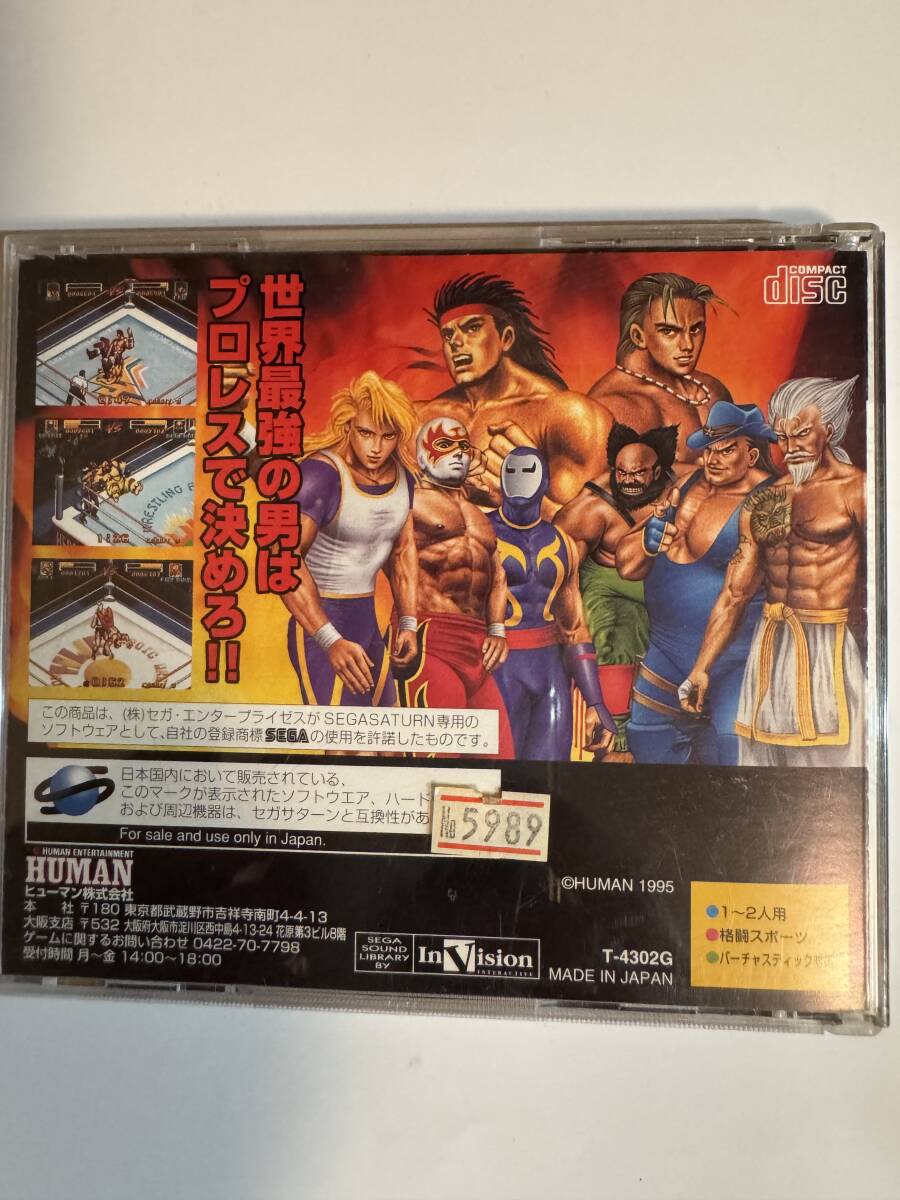 COMPACT
disc
世界最強の男は
プロレスで決めろ!!
この商品は、(株)セガ・エンタープライゼスがSEGASATURN専用の
ソフトウェアとして、自社の登録商標SEGAの使用を許諾したものです。
日本国内において販売されている、
このマークが表示されたソフトウエア、ハード
および周辺機器は、セガサターンと互換性があ
For sale and use only in Japan.
№ 5989
HUMAN ENTERTAINMENT
HUMAN
ヒューマン株式会社
本 社 〒180 東京都武蔵野市吉祥寺南町4-4-13
大阪支店 〒532 大阪府大阪市淀川区西中島4-13-24 花原第3ビル8階
ゲームに関するお問い合わせ 0422-70-7798
受付時間 月～金 14:00～18:00
SEGA
SOUND
LIBRARY
BY
InVision
INTERACTIVE
©HUMAN 1995
T-4302G
MADE IN JAPAN
1～2人用
格闘スポーツ
バーチャスティック対応